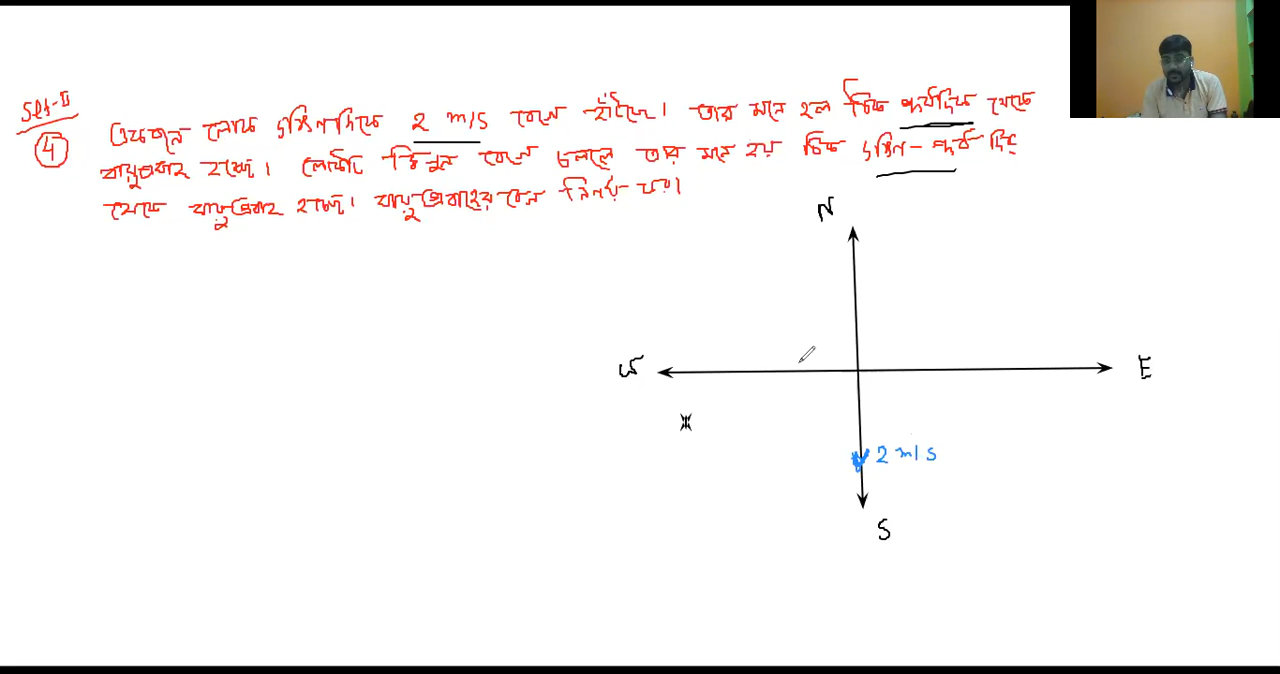 Set-II
④ একজন লোক দক্ষিণদিকে 2 m/s বেগে হাঁটছে। তার মনে হল ঠিক পূর্বদিক থেকে
বায়ুপ্রবাহ হচ্ছে। লোকটি দ্বিগুন বেগে চললে তার মনে হয় ঠিক দক্ষিন-পূর্ব দিক
থেকে বায়ুপ্রবাহ হচ্ছে। বায়ুপ্রবাহের বেগ নির্ণয় কর।
N
W
E
2 m/s
S